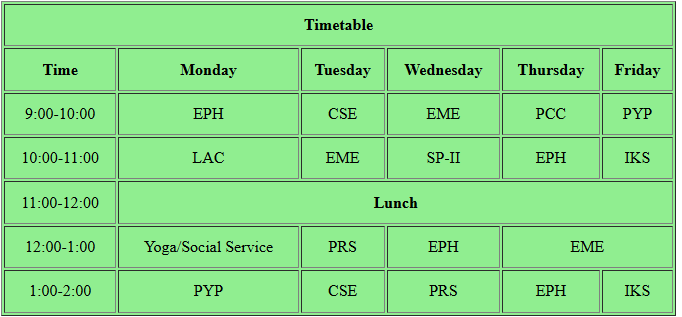 Timetable
Time Monday Tuesday Wednesday Thursday Friday
9:00-10:00 EPH CSE EME PCC PYP
10:00-11:00 LAC EME SP-II EPH IKS
11:00-12:00 Lunch
12:00-1:00 Yoga/Social Service PRS EPH EME
1:00-2:00 PYP CSE PRS EPH IKS